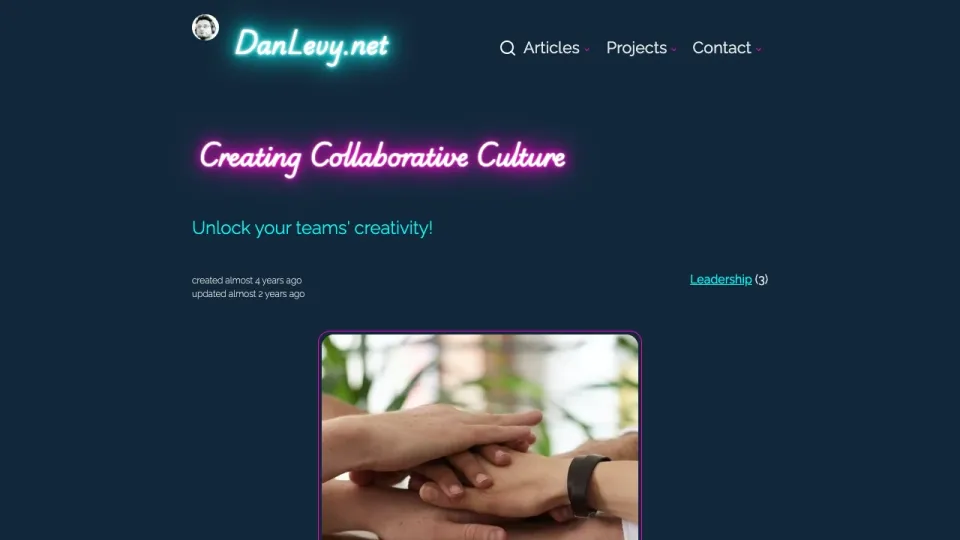 DanLevy.net
Articles
Projects
Contact
Creating Collaborative Culture
Unlock your teams' creativity!
created almost 4 years ago
updated almost 2 years ago
Leadership (3)